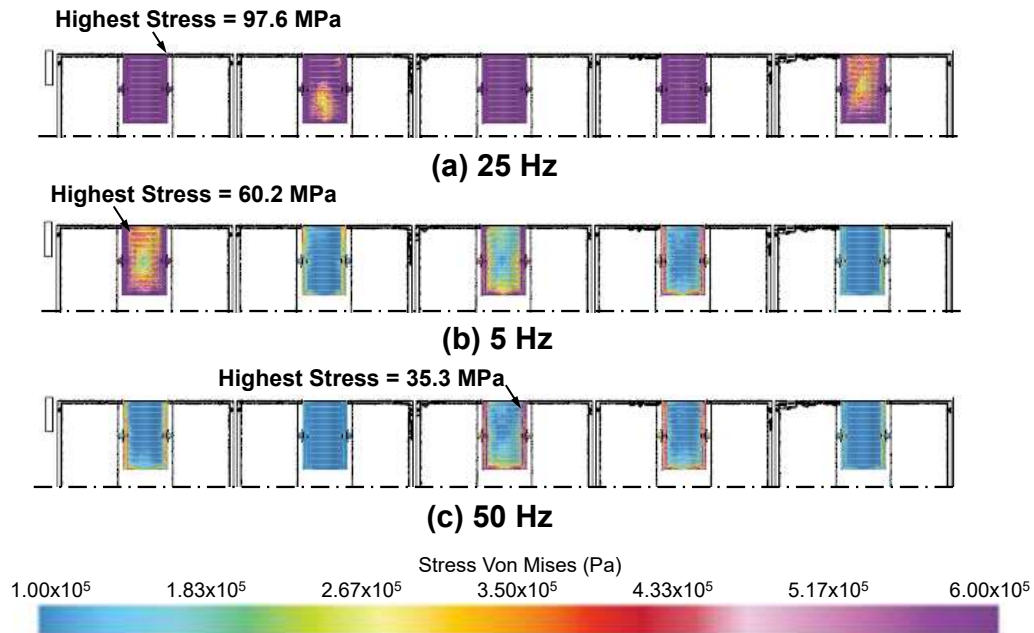 Highest Stress = 97.6 MPa
(a) 25 Hz
Highest Stress = 60.2 MPa
(b) 5 Hz
Highest Stress = 35.3 MPa
(c) 50 Hz
Stress Von Mises (Pa)
1.00x10⁵ 1.83x10⁵ 2.67x10⁵ 3.50x10⁵ 4.33x10⁵ 5.17x10⁵ 6.00x10⁵